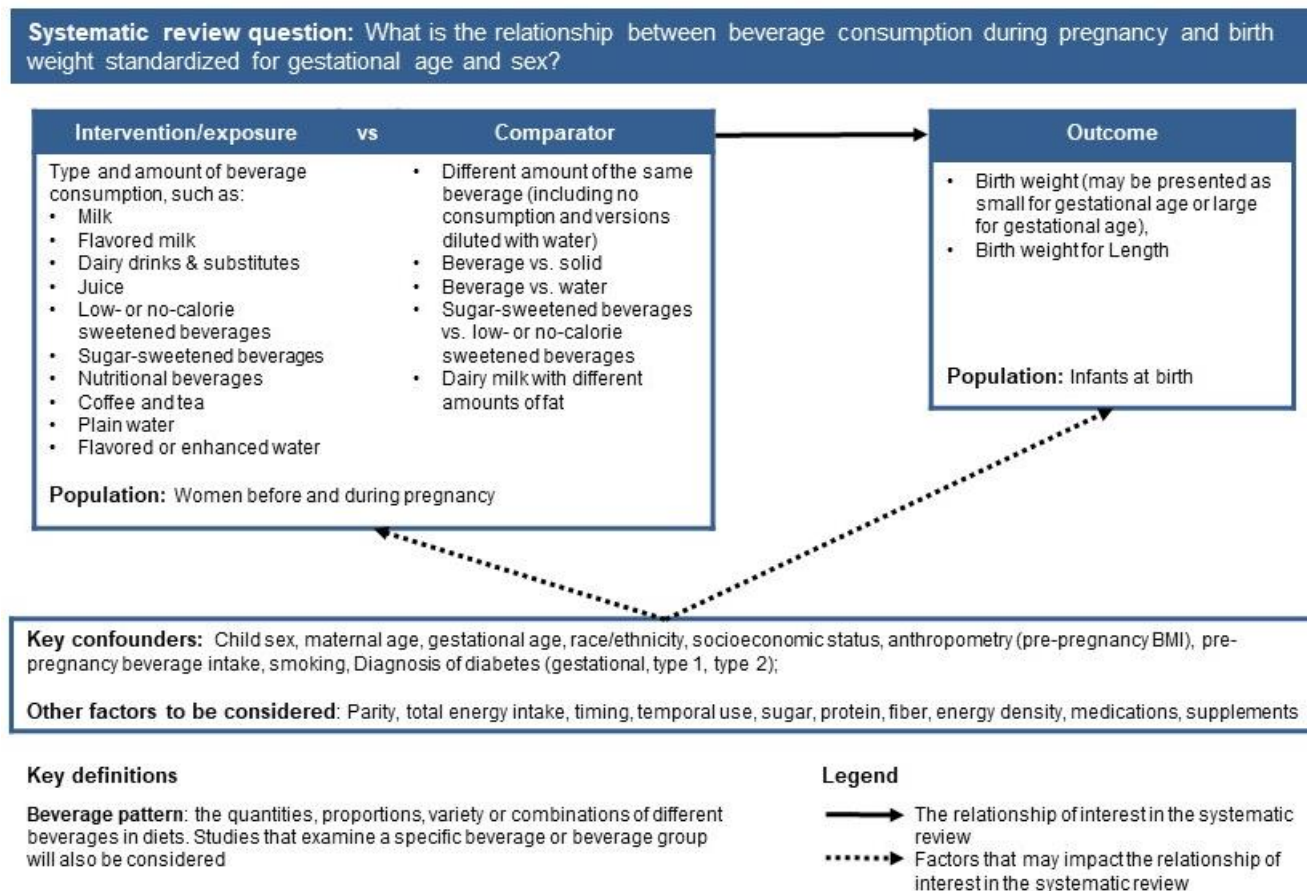 Systematic review question: What is the relationship between beverage consumption during pregnancy and birth
weight standardized for gestational age and sex?
Intervention/exposure vs Comparator
Type and amount of beverage
consumption, such as:
• Milk
• Flavored milk
• Dairy drinks & substitutes
• Juice
• Low- or no-calorie
sweetened beverages
• Sugar-sweetened beverages
• Nutritional beverages
• Coffee and tea
• Plain water
• Flavored or enhanced water
• Different amount of the same
beverage (including no
consumption and versions
diluted with water)
• Beverage vs. solid
• Beverage vs. water
• Sugar-sweetened beverages
vs. low- or no-calorie
sweetened beverages
• Dairy milk with different
amounts of fat
Population: Women before and during pregnancy
Outcome
• Birth weight (may be presented as
small for gestational age or large
for gestational age),
• Birth weight for Length
Population: Infants at birth
Key confounders: Child sex, maternal age, gestational age, race/ethnicity, socioeconomic status, anthropometry (pre-pregnancy BMI), pre-
pregnancy beverage intake, smoking, Diagnosis of diabetes (gestational, type 1, type 2);
Other factors to be considered: Parity, total energy intake, timing, temporal use, sugar, protein, fiber, energy density, medications, supplements
Key definitions
Beverage pattern: the quantities, proportions, variety or combinations of different
beverages in diets. Studies that examine a specific beverage or beverage group
will also be considered
Legend
The relationship of interest in the systematic
review
Factors that may impact the relationship of
interest in the systematic review